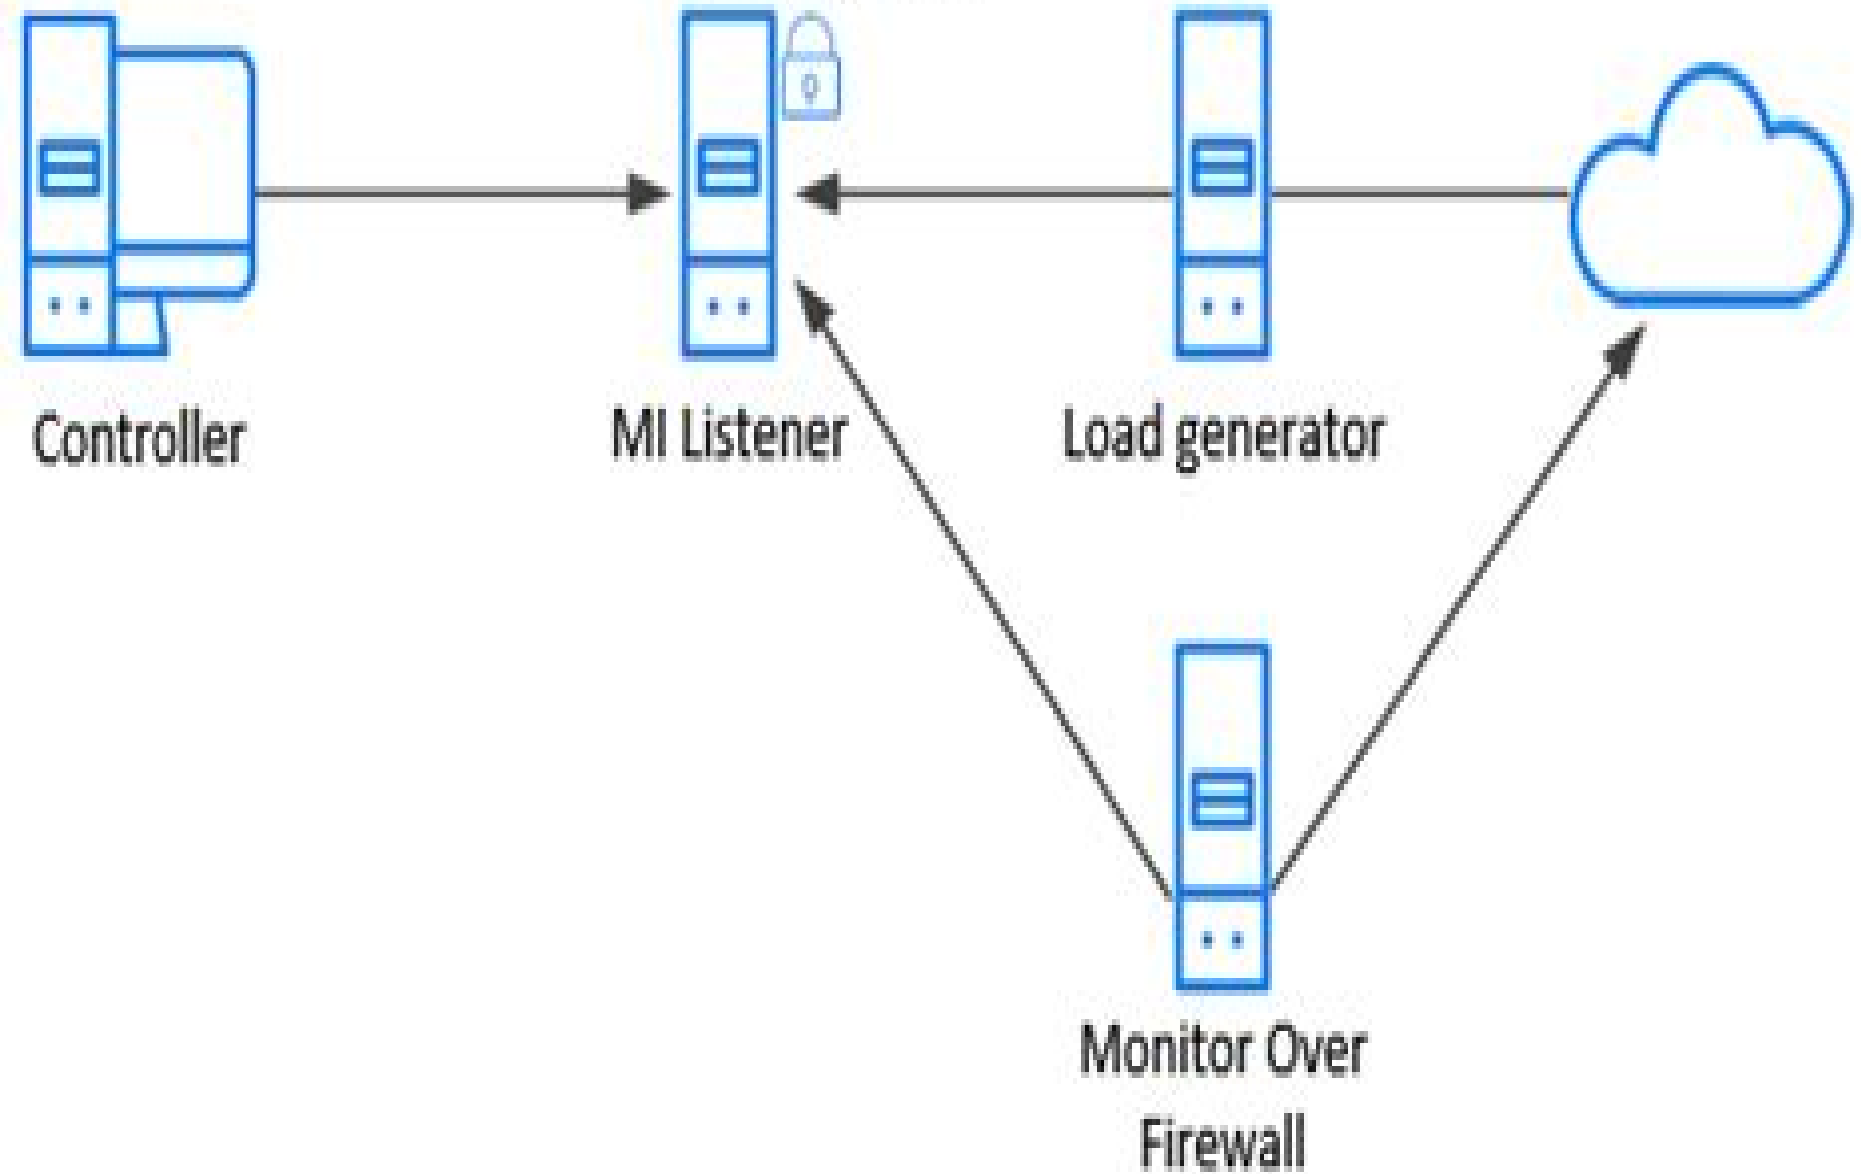 Controller
MI Listener
Load generator
Monitor Over
Firewall